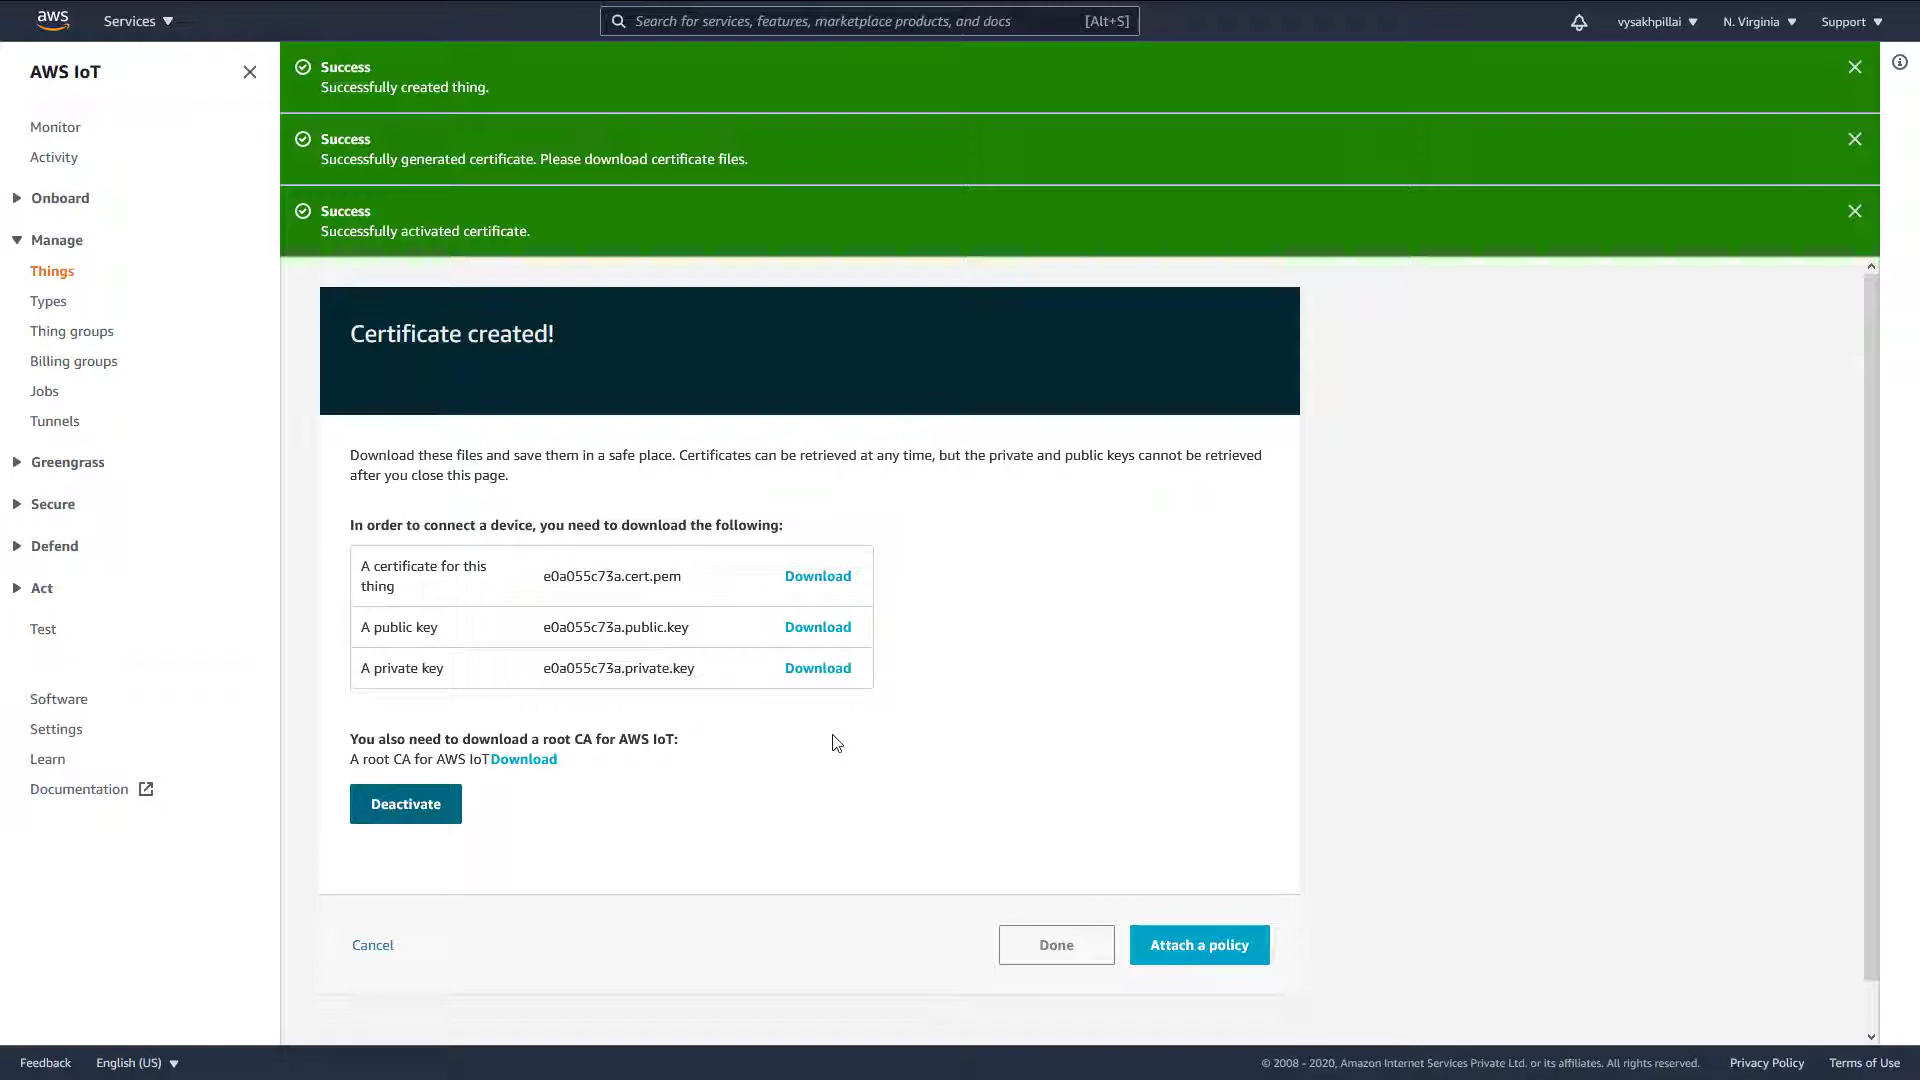 aws
Services
Search for services, features, marketplace products, and docs
[Alt+S]
vysakhpillai
N. Virginia
Support
AWS IoT
Monitor
Activity
Onboard
Manage
Things
Types
Thing groups
Billing groups
Jobs
Tunnels
Greengrass
Secure
Defend
Act
Test
Software
Settings
Learn
Documentation
Success
Successfully created thing.
Success
Successfully generated certificate. Please download certificate files.
Success
Successfully activated certificate.
Certificate created!
Download these files and save them in a safe place. Certificates can be retrieved at any time, but the private and public keys cannot be retrieved
after you close this page.
In order to connect a device, you need to download the following:
A certificate for this
thing
e0a055c73a.cert.pem
Download
A public key
e0a055c73a.public.key
Download
A private key
e0a055c73a.private.key
Download
You also need to download a root CA for AWS IoT:
A root CA for AWS IoTDownload
Deactivate
Cancel
Done
Attach a policy
Feedback
English (US)
© 2008 - 2020, Amazon Internet Services Private Ltd. or its affiliates. All rights reserved.
Privacy Policy
Terms of Use